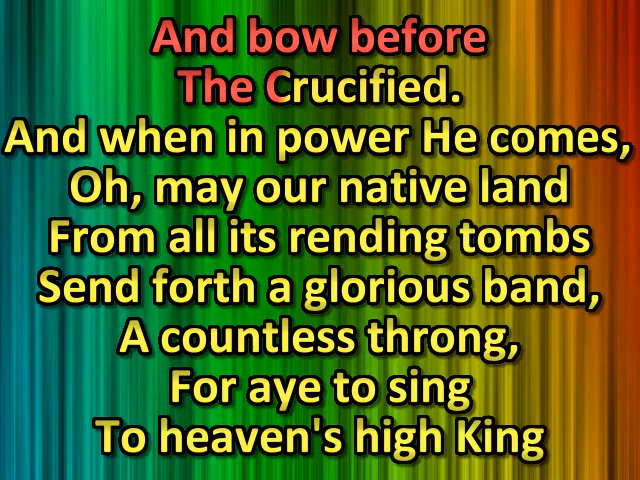 And bow before
The Crucified.
And when in power He comes,
Oh, may our native land
From all its rending tombs
Send forth a glorious band,
A countless throng,
For aye to sing
To heaven's high King